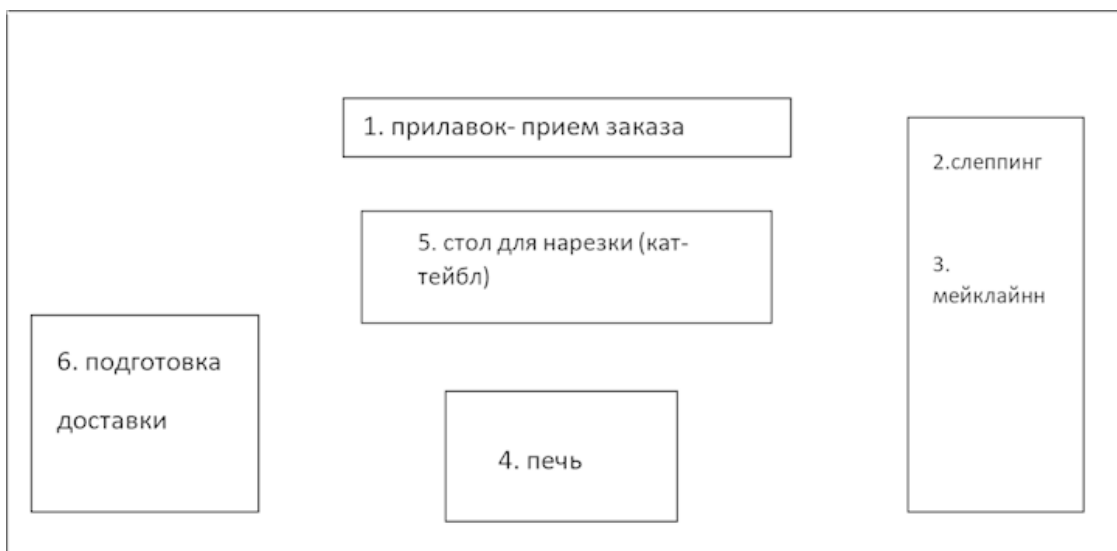 1. прилавок- прием заказа
2.слеппинг
3.
мейклайнн
5. стол для нарезки (кат-
тейбл)
6. подготовка
доставки
4. печь